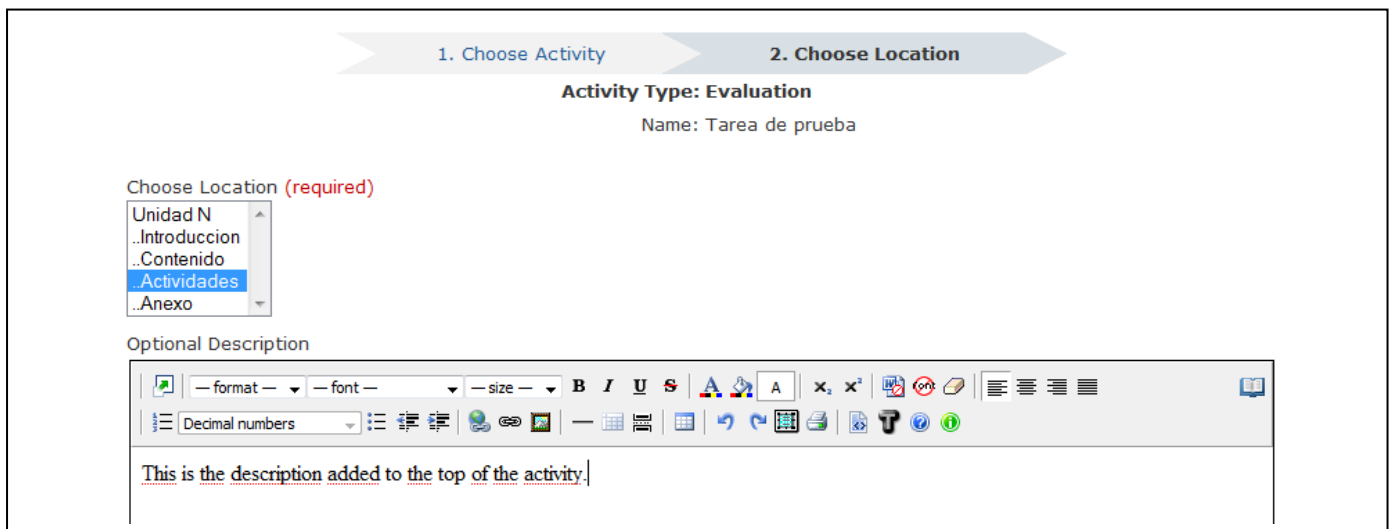 1. Choose Activity 2. Choose Location
Activity Type: Evaluation
Name: Tarea de prueba
Choose Location (required)
Unidad N
..Introduccion
..Contenido
..Actividades
..Anexo
Optional Description
— format — — font — — size — B I U S A A x₂ x²
Decimal numbers
This is the description added to the top of the activity.